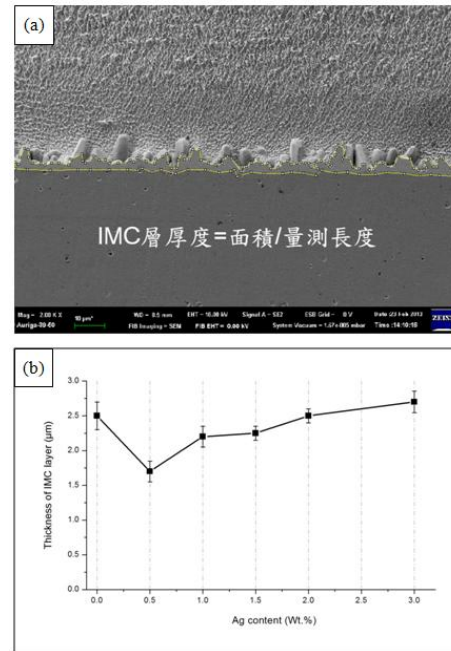 (a)
IMC層厚度=面積/量測長度
Mag = 2.00 K X
10 µm
WD = 8.5 mm
EHT = 10.00 kV
Signal A = SE2
ESB Grid = 0 V
Date :23 Feb 2013
Auriga-39-50
FIB Imaging = SEM
FIB EHT = 0.00 kV
System Vacuum = 1.67e-005 mbar
Time :14:10:18
ZEISS
(b)
3.0
2.5
2.0
1.5
1.0
0.5
0.0
Thickness of IMC layer (µm)
0.0 0.5 1.0 1.5 2.0 2.5 3.0
Ag content (Wt.%)